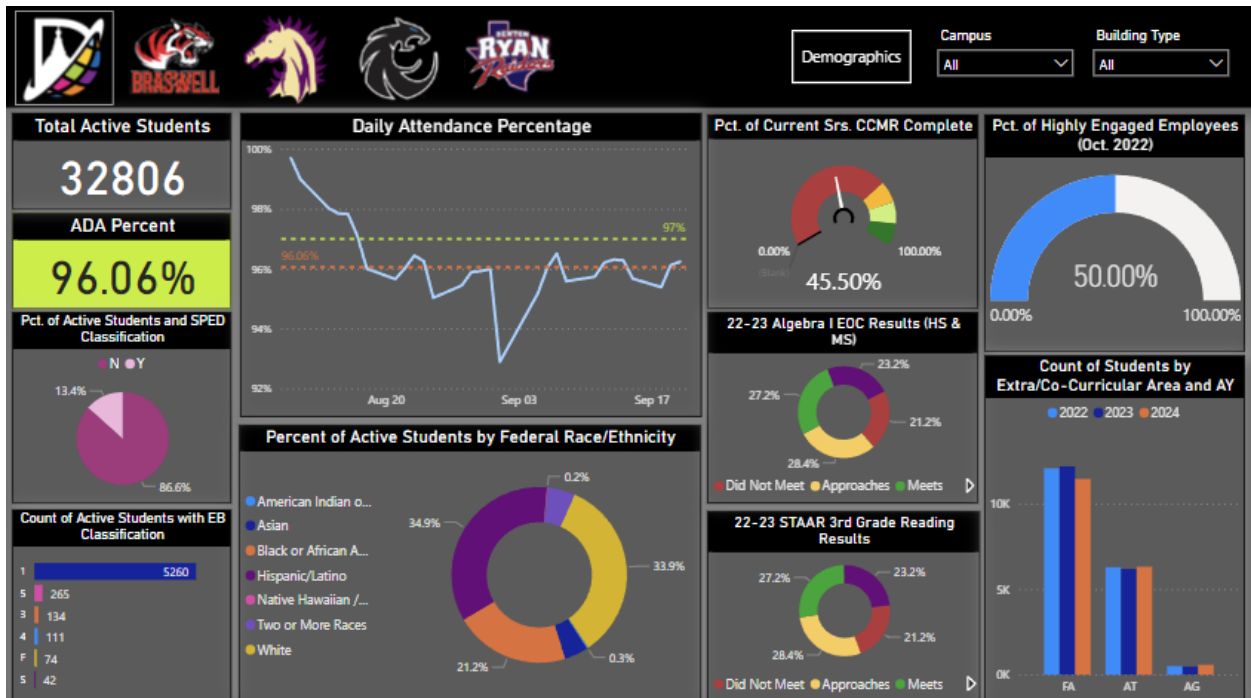 BRASWELL
DENTON
RYAN
Raiders
Demographics
Campus
All
Building Type
All
Total Active Students
32806
ADA Percent
96.06%
Pct. of Active Students and SPED
Classification
N Y
13.4%
86.6%
Count of Active Students with EB
Classification
1 5260
5 265
3 134
4 111
F 74
S 42
Daily Attendance Percentage
100%
98%
97%
96.06%
96%
94%
92%
Aug 20 Sep 03 Sep 17
Percent of Active Students by Federal Race/Ethnicity
American Indian o...
Asian
Black or African A...
Hispanic/Latino
Native Hawaiian /...
Two or More Races
White
0.2%
34.9%
33.9%
21.2%
0.3%
Pct. of Current Srs. CCMR Complete
0.00% 100.00%
(Blank)
45.50%
22-23 Algebra I EOC Results (HS &
MS)
23.2%
27.2%
21.2%
28.4%
Did Not Meet Approaches Meets
22-23 STAAR 3rd Grade Reading
Results
27.2%
23.2%
21.2%
28.4%
Did Not Meet Approaches Meets
Pct. of Highly Engaged Employees
(Oct. 2022)
50.00%
0.00% 100.00%
Count of Students by
Extra/Co-Curricular Area and AY
2022 2023 2024
10K
5K
0K
FA AT AG